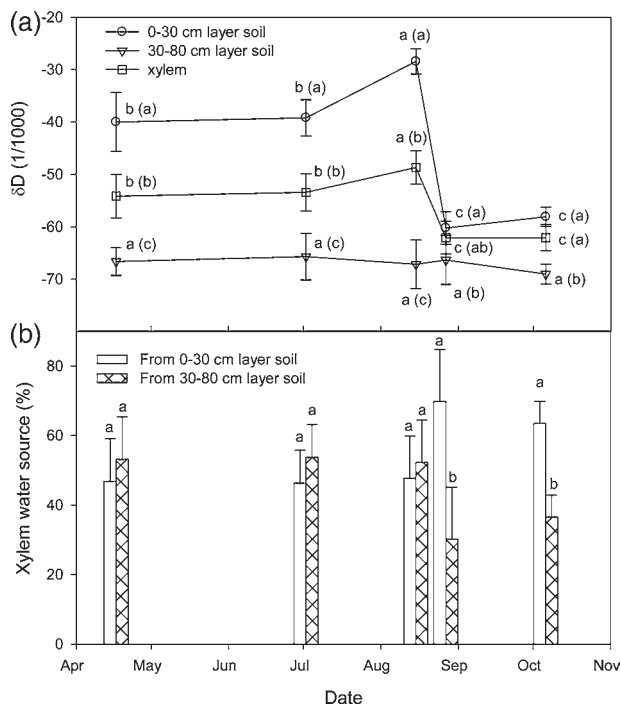 (a)
-20
-30
-40
-50
-60
-70
δD (1/1000)
0-30 cm layer soil
30-80 cm layer soil
xylem
a (a)
b (a)
b (a)
a (b)
b (b)
b (b)
c (a)
c (a)
a (c)
a (c)
c (ab)
c (a)
a (c)
a (b)
a (b)
(b)
80
60
40
20
0
Xylem water source (%)
From 0-30 cm layer soil
From 30-80 cm layer soil
a
a
a
a
a
a
a
a
b
b
Apr May Jun Jul Aug Sep Oct Nov
Date